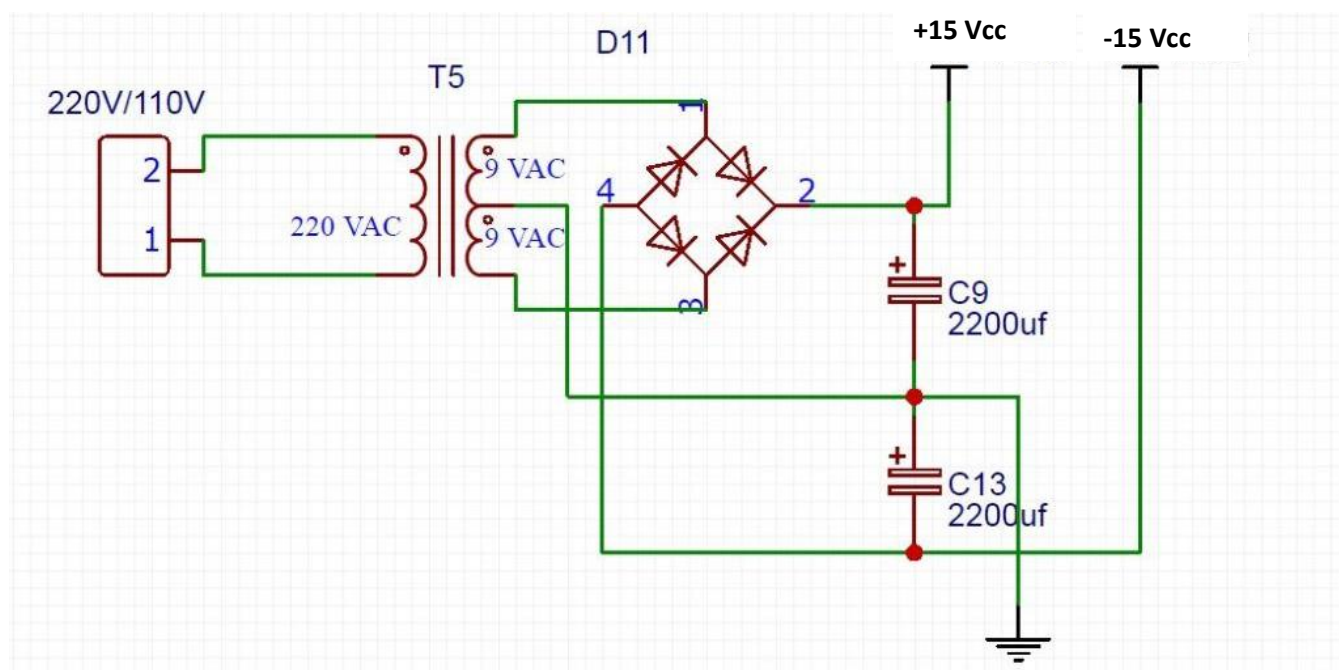 +15 Vcc
-15 Vcc
D11
T5
220V/110V
1
9 VAC
2
4
2
220 VAC
1
9 VAC
3
C9
2200uf
C13
2200uf